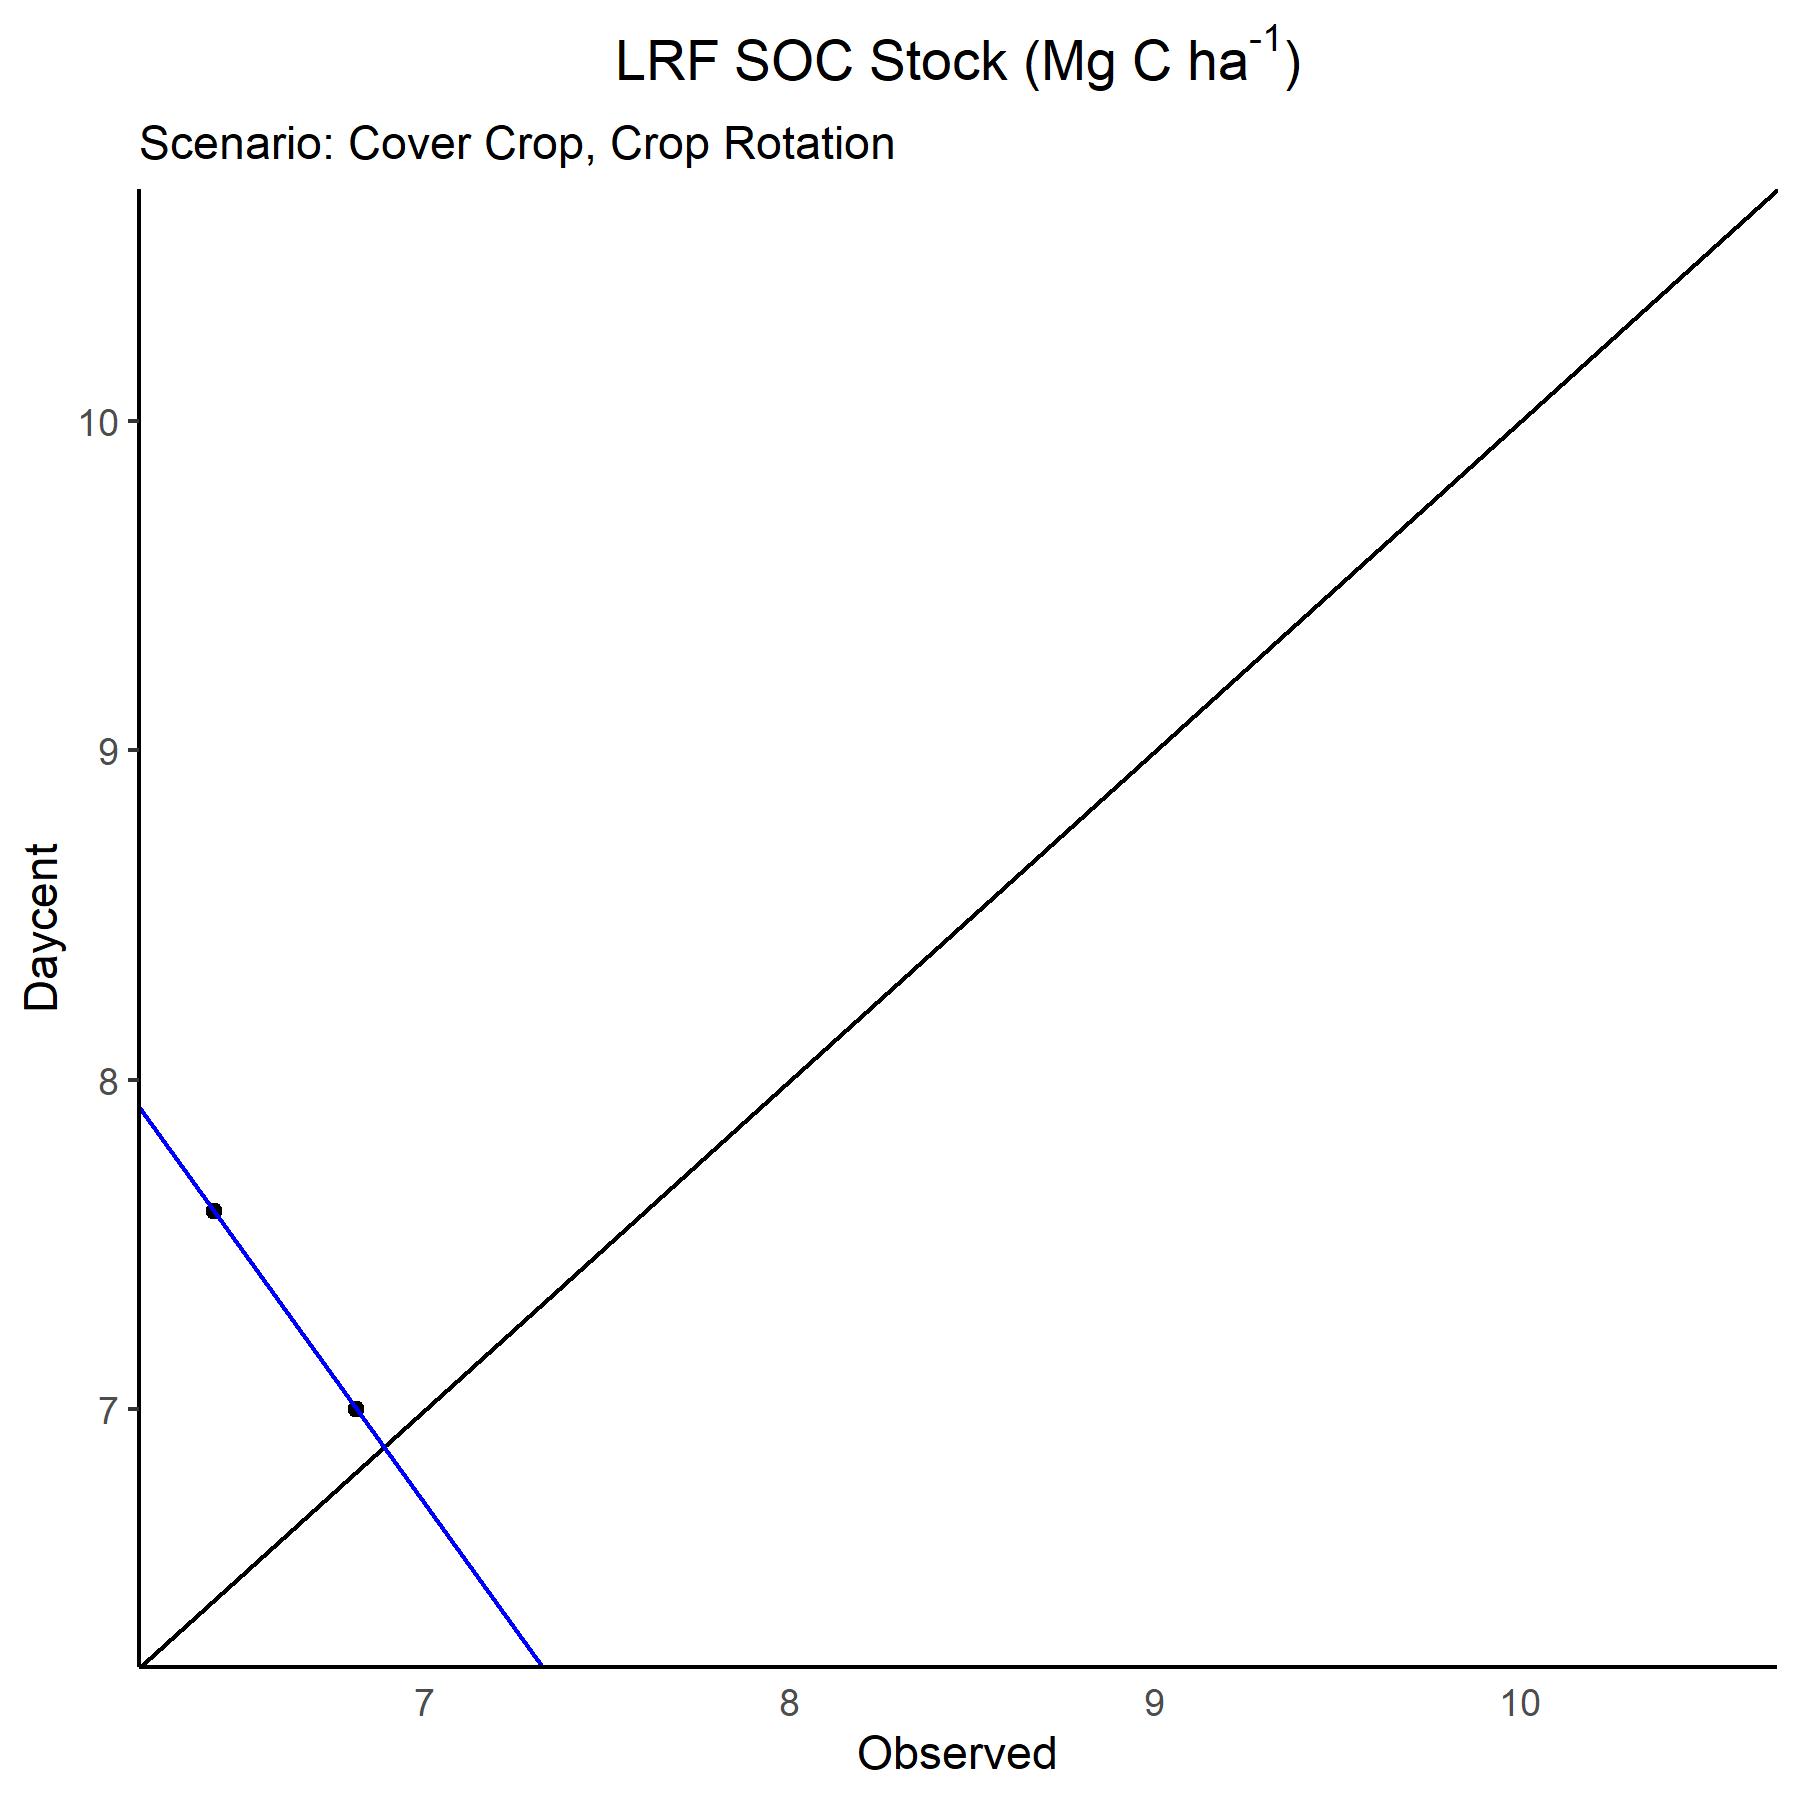 LRF SOC Stock (Mg C ha⁻¹)
Scenario: Cover Crop, Crop Rotation
10
9
8
7
Daycent
7 8 9 10
Observed